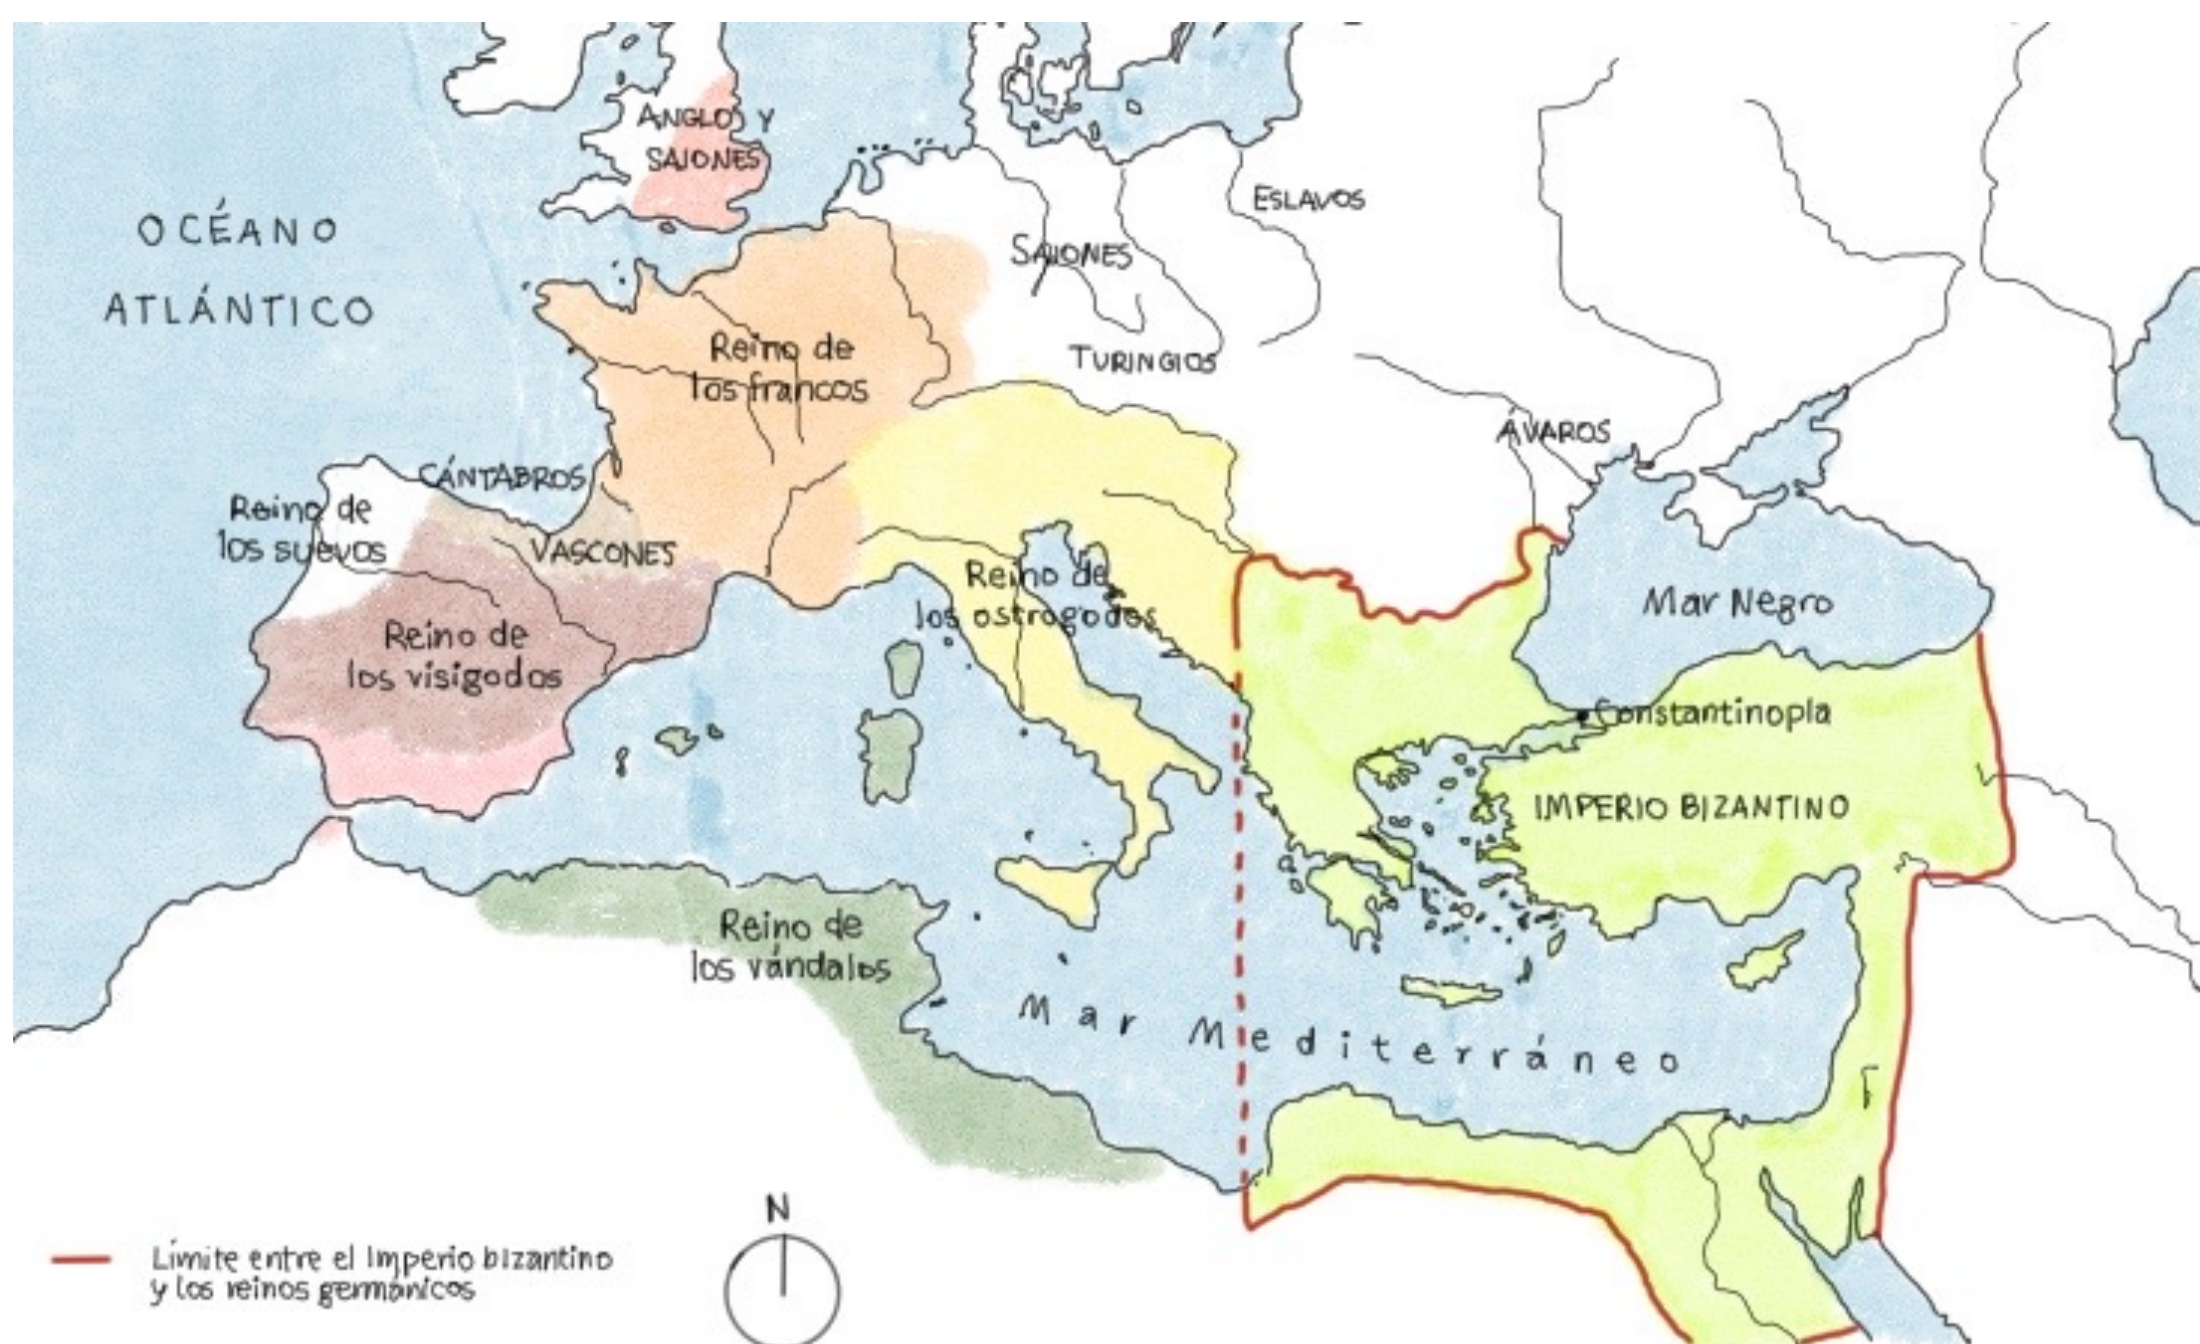 ANGLOS Y
SAJONES
OCÉANO
ATLÁNTICO
ESLAVOS
SAJONES
TURINGIOS
Reino de
los francos
ÁVAROS
CÁNTABROS
Reino de
los suevos
VASCONES
Reino de
los visigodos
Reino de
los ostrogodos
Mar Negro
Constantinopla
IMPERIO BIZANTINO
Reino de
los vándalos
Mar Mediterráneo
N
Límite entre el Imperio bizantino
y los reinos germánicos